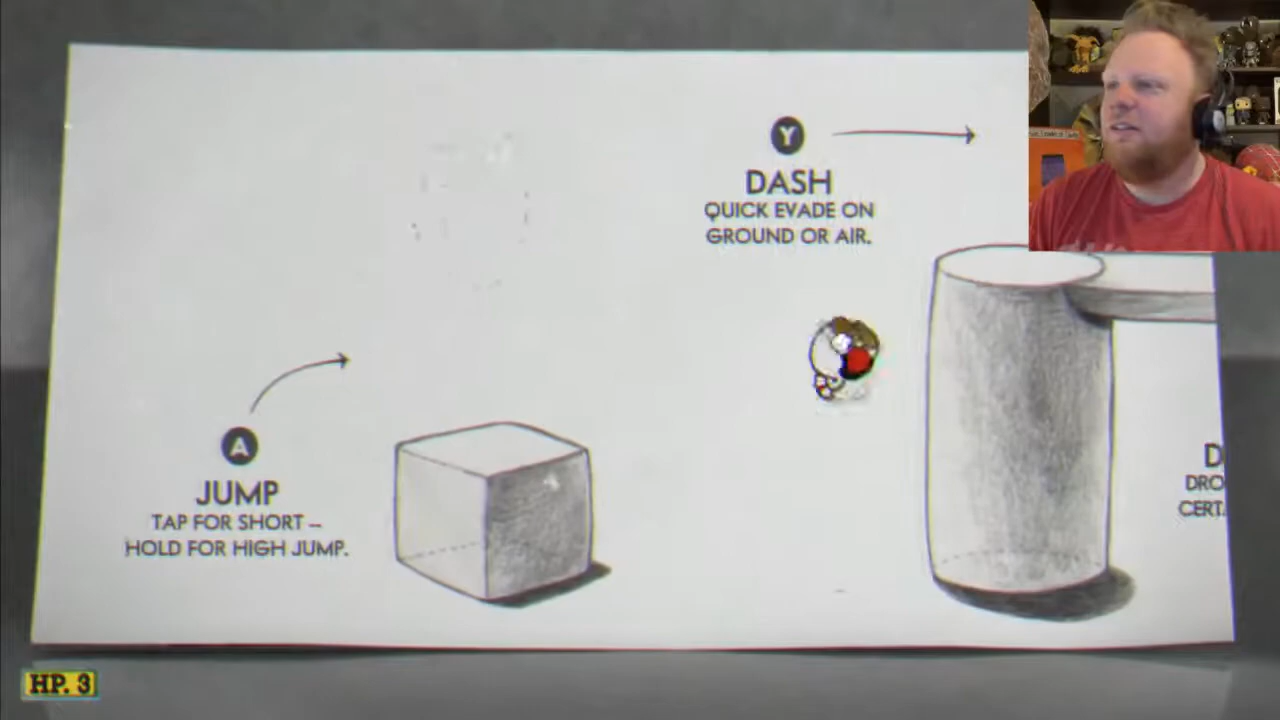 Y
DASH
QUICK EVADE ON
GROUND OR AIR.
A
JUMP
TAP FOR SHORT –
HOLD FOR HIGH JUMP.
D
DRO
CERT
HP. 3